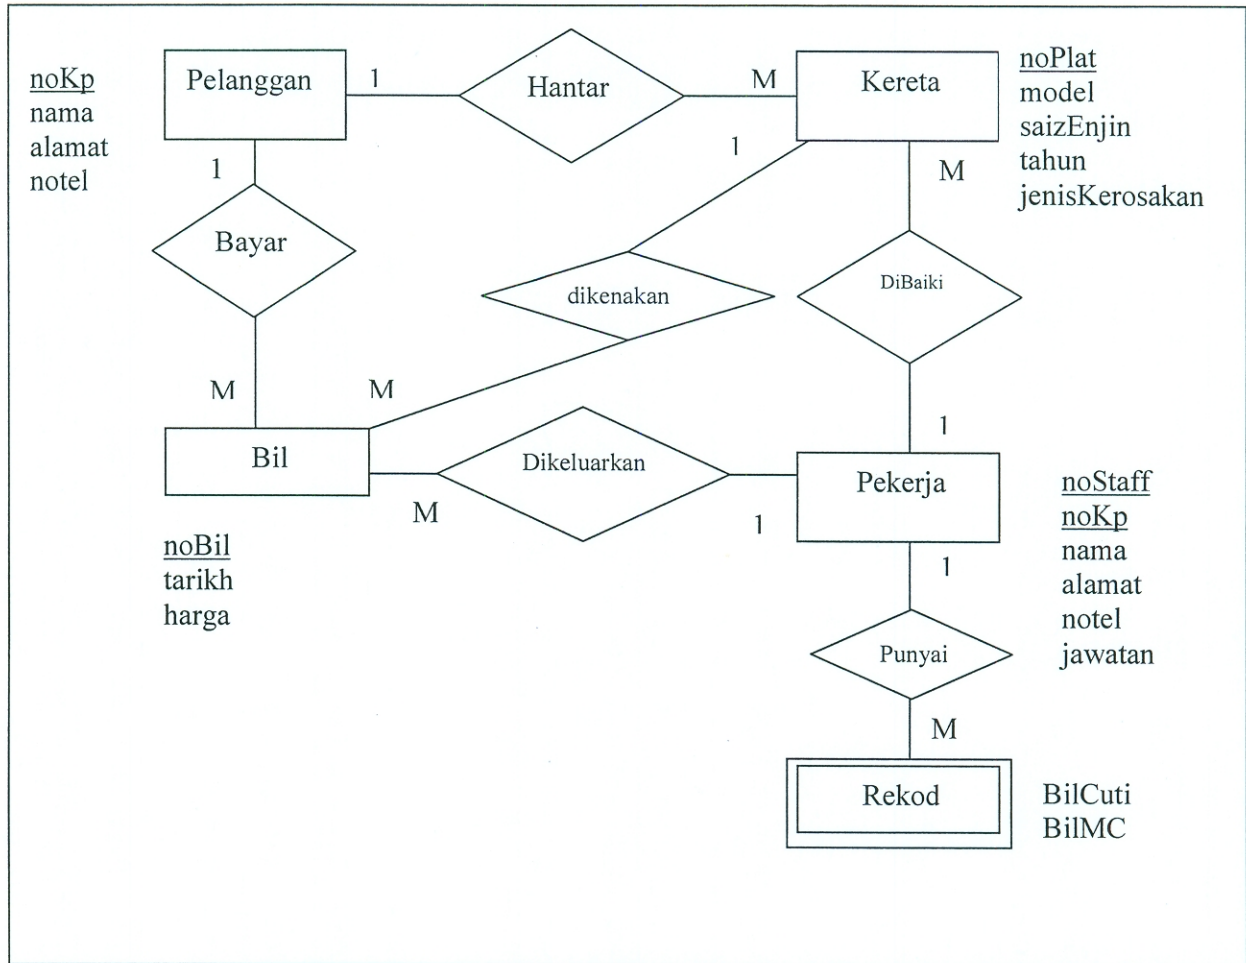 noKp
nama
alamat
notel
Pelanggan
1
Hantar
M
Kereta
noPlat
model
saizEnjin
tahun
jenisKerosakan
1
Bayar
M
1
dikenakan
M
M
DiBaiki
1
Bil
noBil
tarikh
harga
M
Dikeluarkan
1
Pekerja
noStaff
noKp
nama
alamat
notel
jawatan
1
Punyai
M
Rekod
BilCuti
BilMC